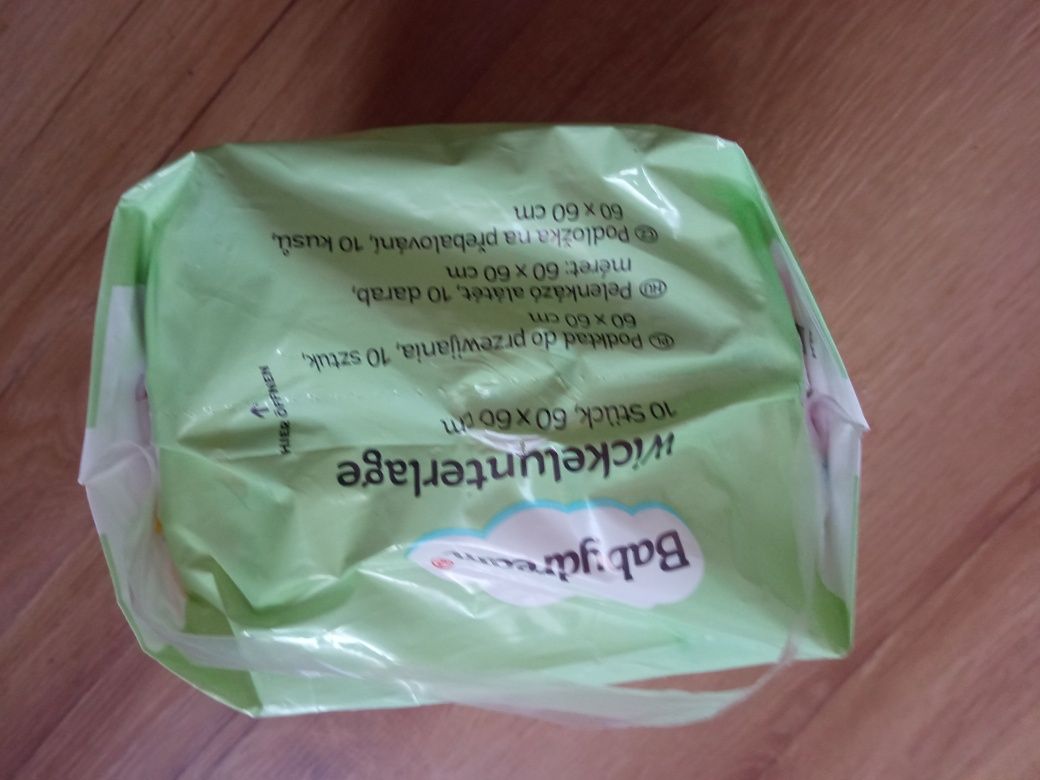 Babydream
Wickelunterlage
10 Stück, 60 x 60 cm
PL Podkład do przewijania, 10 sztuk,
60 x 60 cm
HU Pelenkázó alátét, 10 darab,
méret: 60 x 60 cm
CZ Podložka na přebalování, 10 kusů,
60 x 60 cm
HIER ÖFFNEN